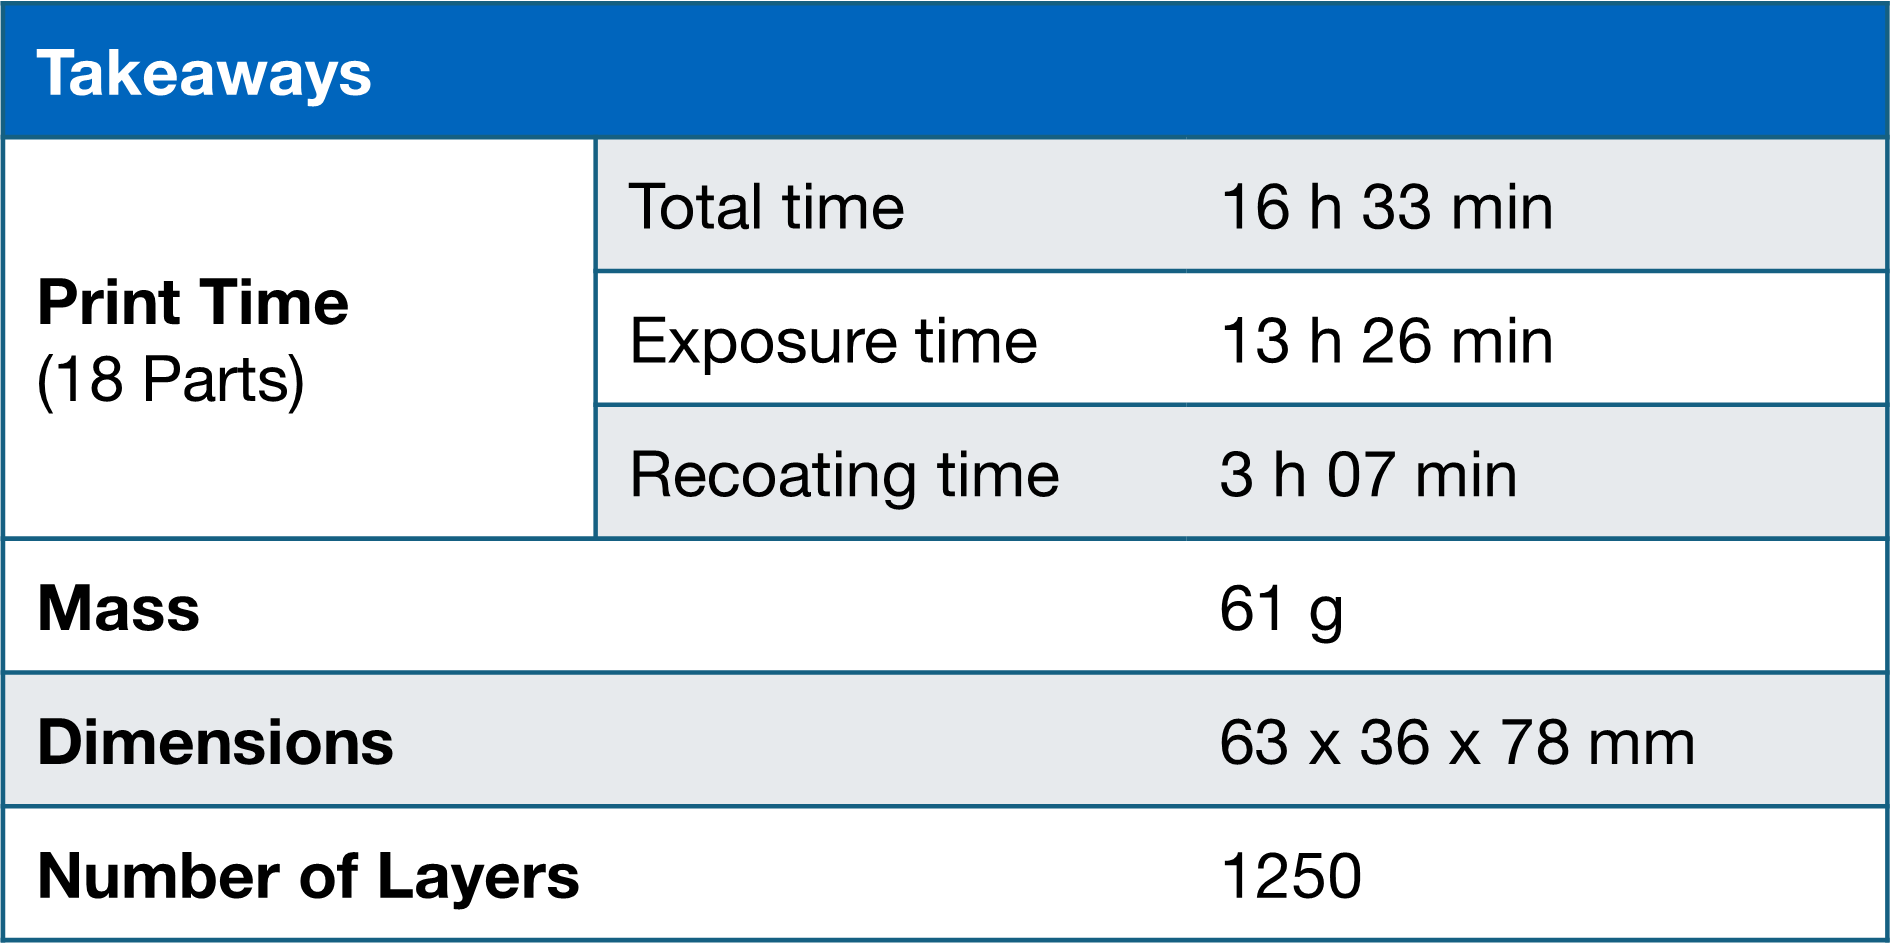 Takeaways
Print Time
(18 Parts)
Total time 16 h 33 min
Exposure time 13 h 26 min
Recoating time 3 h 07 min
Mass 61 g
Dimensions 63 x 36 x 78 mm
Number of Layers 1250